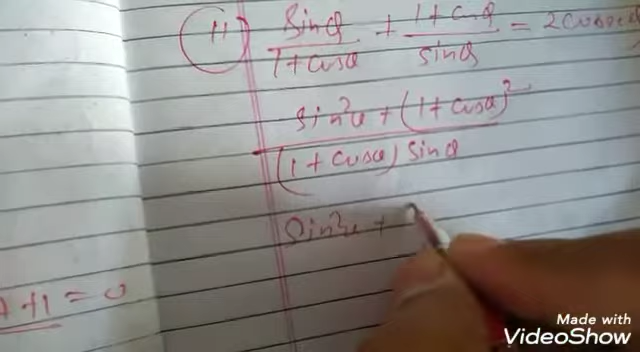 11) sinθ/1+cosθ + 1+cosθ/sinθ = 2cosecθ
sin²θ + (1+cosθ)²
(1+cosθ) sinθ
Sin²θ +
+1 = 0
Made with
VideoShow